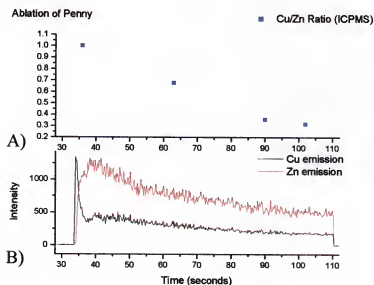 Ablation of Penny
Cu/Zn Ratio (ICPMS)
1.1
1.0
0.9
0.8
0.7
0.6
0.5
0.4
0.3
0.2
30 40 50 60 70 80 90 100 110
A)
Cu emission
Zn emission
1000
500
0
Intensity
30 40 50 60 70 80 90 100 110
B)
Time (seconds)